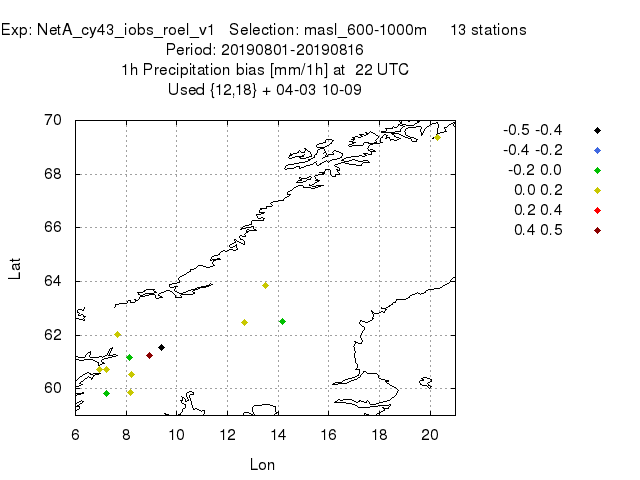 Exp: NetA_cy43_iobs_roel_v1 Selection: masl_600-1000m 13 stations
Period: 20190801-20190816
1h Precipitation bias [mm/1h] at 22 UTC
Used {12,18} + 04-03 10-09
70
68
66
64
62
60
Lat
6 8 10 12 14 16 18 20
Lon
-0.5 -0.4
-0.4 -0.2
-0.2 0.0
0.0 0.2
0.2 0.4
0.4 0.5